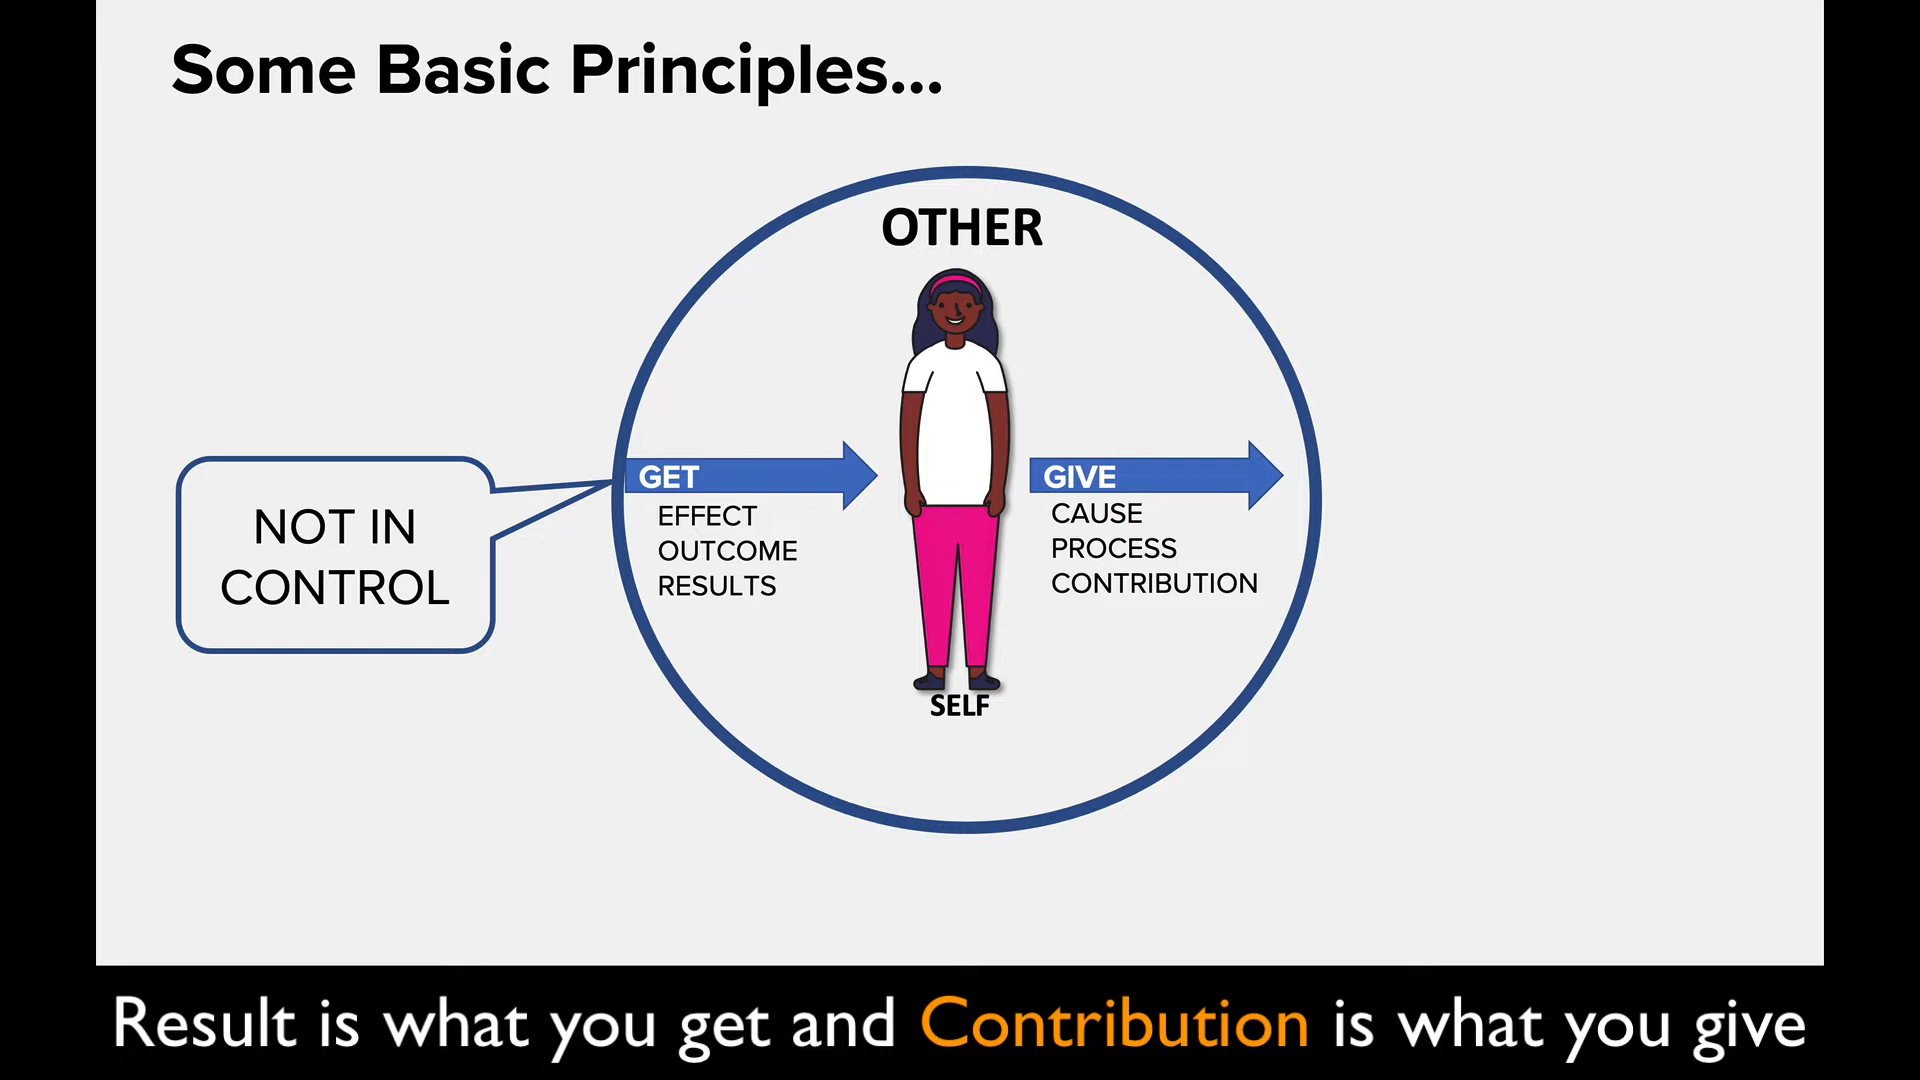 Some Basic Principles...
OTHER
NOT IN
CONTROL
GET
EFFECT
OUTCOME
RESULTS
GIVE
CAUSE
PROCESS
CONTRIBUTION
SELF
Result is what you get and Contribution is what you give